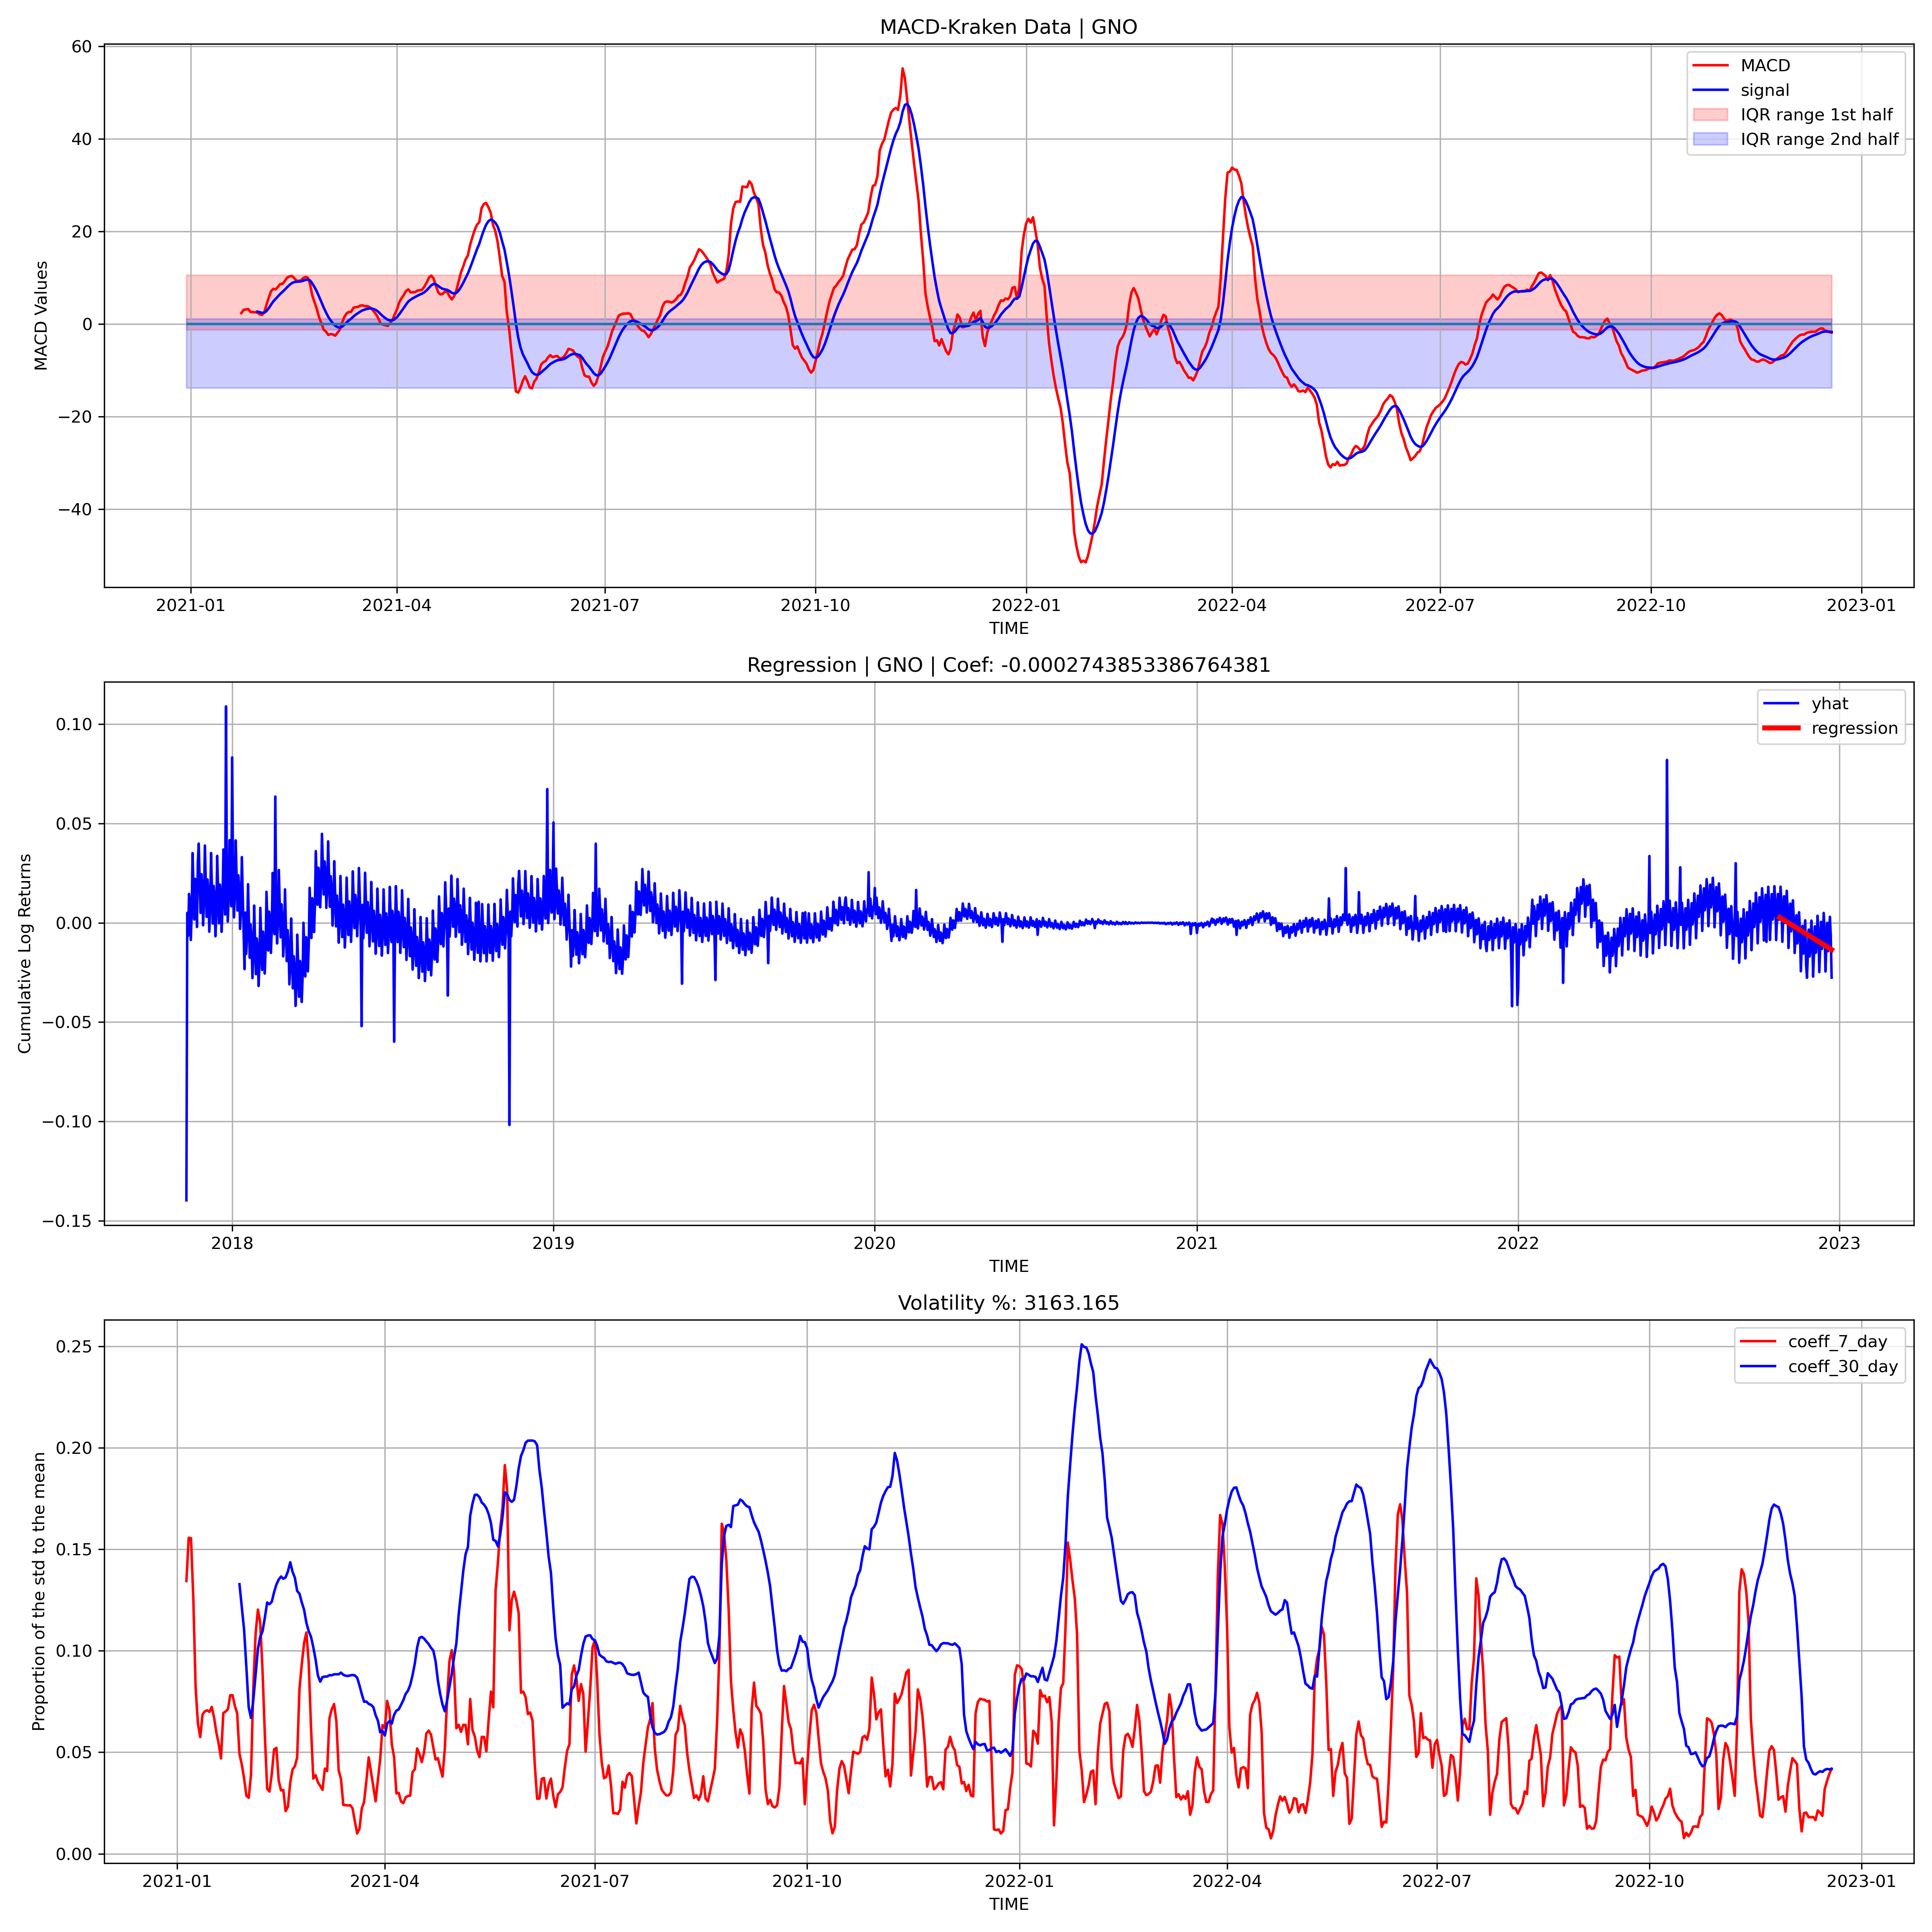 MACD-Kraken Data | GNO
60
40
20
0
−20
−40
MACD Values
MACD
signal
IQR range 1st half
IQR range 2nd half
2021-01 2021-04 2021-07 2021-10 2022-01 2022-04 2022-07 2022-10 2023-01
TIME
Regression | GNO | Coef: -0.0002743853386764381
0.10
0.05
0.00
−0.05
−0.10
−0.15
Cumulative Log Returns
yhat
regression
2018 2019 2020 2021 2022 2023
TIME
Volatility %: 3163.165
0.25
0.20
0.15
0.10
0.05
0.00
Proportion of the std to the mean
coeff_7_day
coeff_30_day
2021-01 2021-04 2021-07 2021-10 2022-01 2022-04 2022-07 2022-10 2023-01
TIME